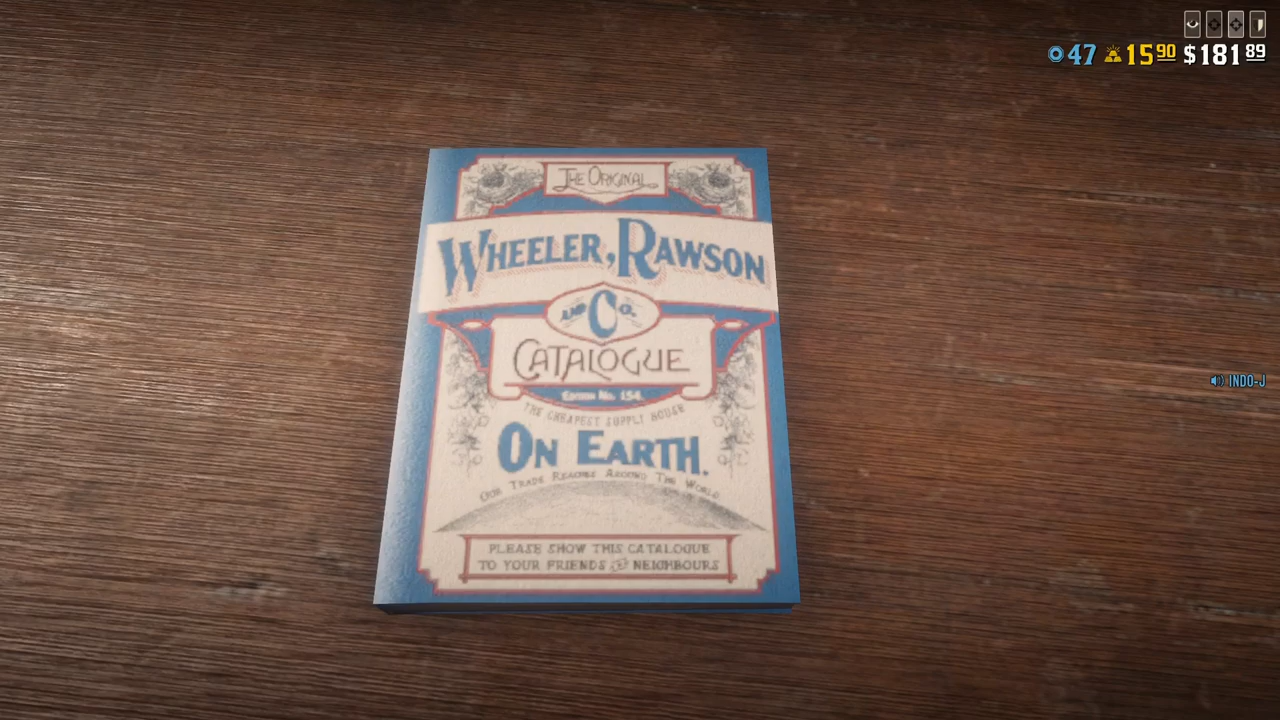 47 15 90 $181 89
THE ORIGINAL
WHEELER, RAWSON
AND CO.
CATALOGUE
EDITION No. 154.
THE CHEAPEST SUPPLY HOUSE
ON EARTH.
OUR TRADE REACHES AROUND THE WORLD
PLEASE SHOW THIS CATALOGUE
TO YOUR FRIENDS AND NEIGHBOURS
INDO-J